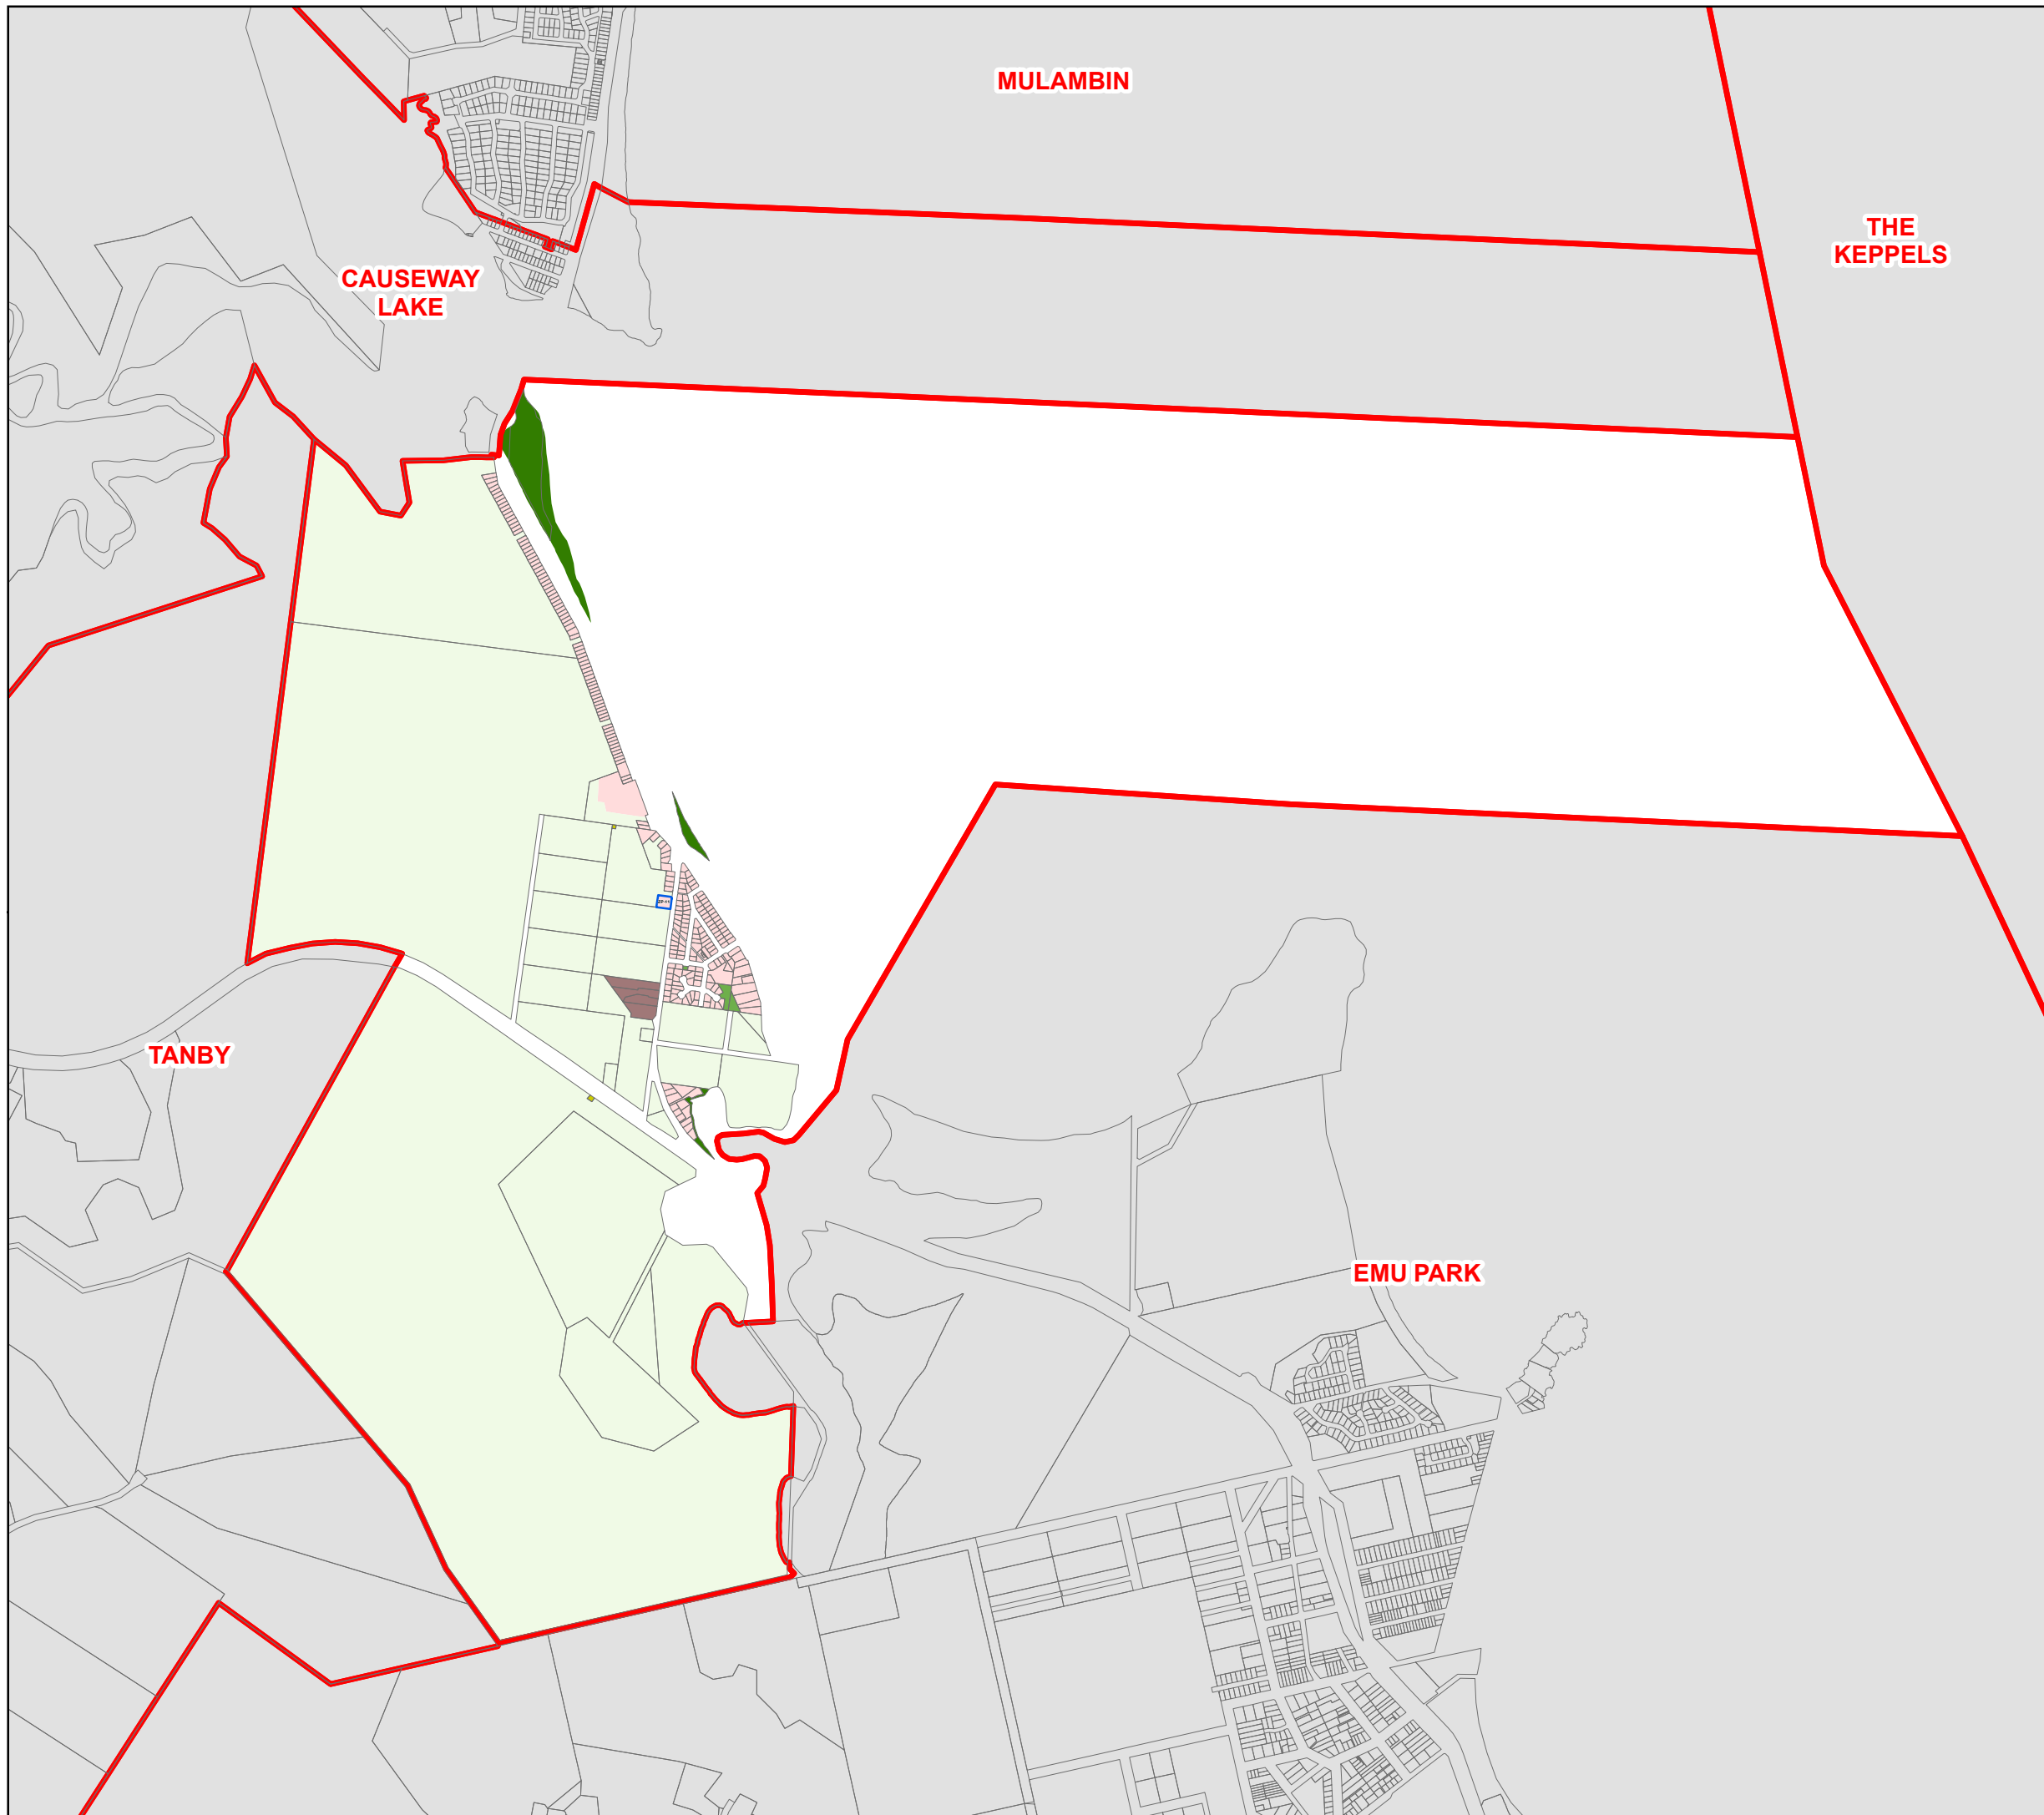 MULAMBIN
THE
KEPPELS
CAUSEWAY
LAKE
TANBY
EMU PARK